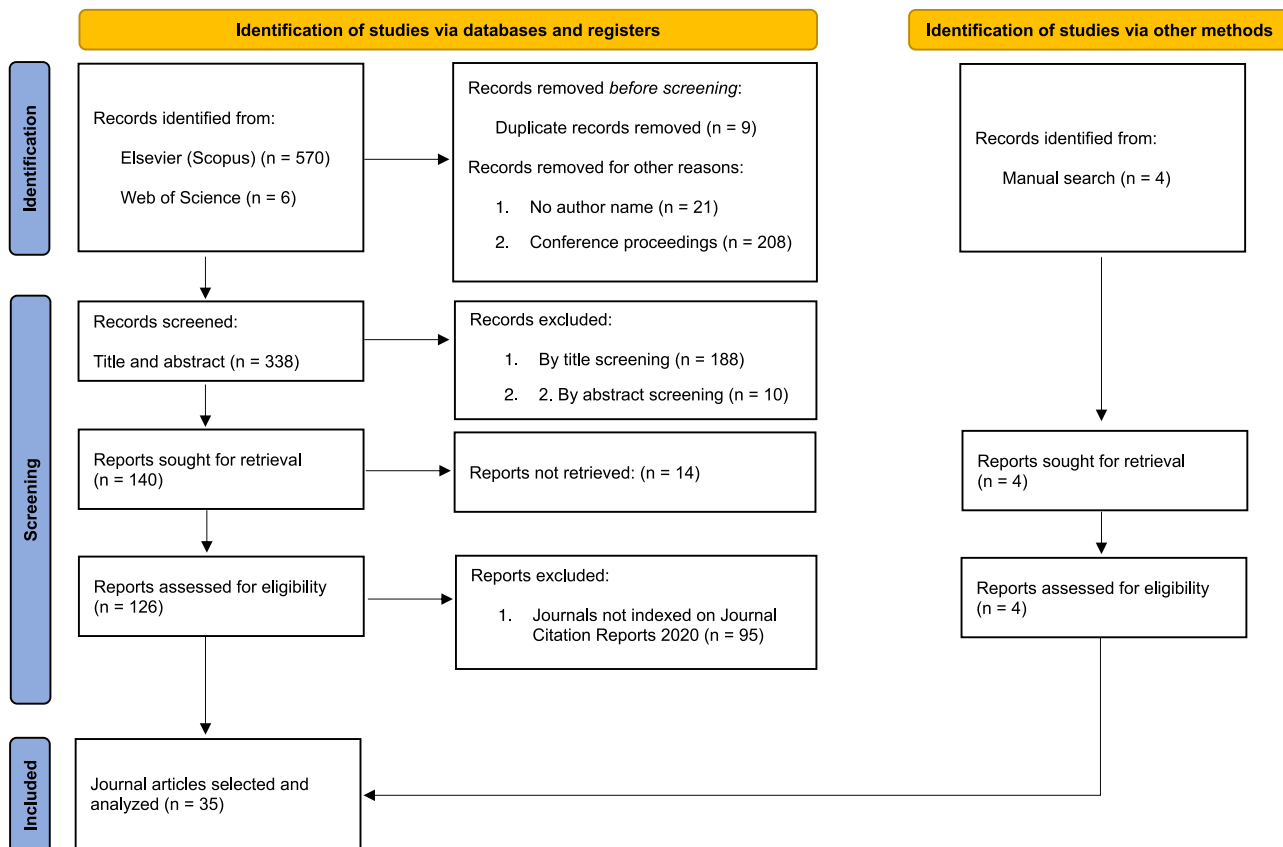 Identification of studies via databases and registers
Identification of studies via other methods
Identification
Records identified from:
Elsevier (Scopus) (n = 570)
Web of Science (n = 6)
Records removed before screening:
Duplicate records removed (n = 9)
Records removed for other reasons:
1. No author name (n = 21)
2. Conference proceedings (n = 208)
Records identified from:
Manual search (n = 4)
Screening
Records screened:
Title and abstract (n = 338)
Records excluded:
1. By title screening (n = 188)
2. 2. By abstract screening (n = 10)
Reports sought for retrieval
(n = 140)
Reports not retrieved: (n = 14)
Reports sought for retrieval
(n = 4)
Reports assessed for eligibility
(n = 126)
Reports excluded:
1. Journals not indexed on Journal
Citation Reports 2020 (n = 95)
Reports assessed for eligibility
(n = 4)
Included
Journal articles selected and
analyzed (n = 35)